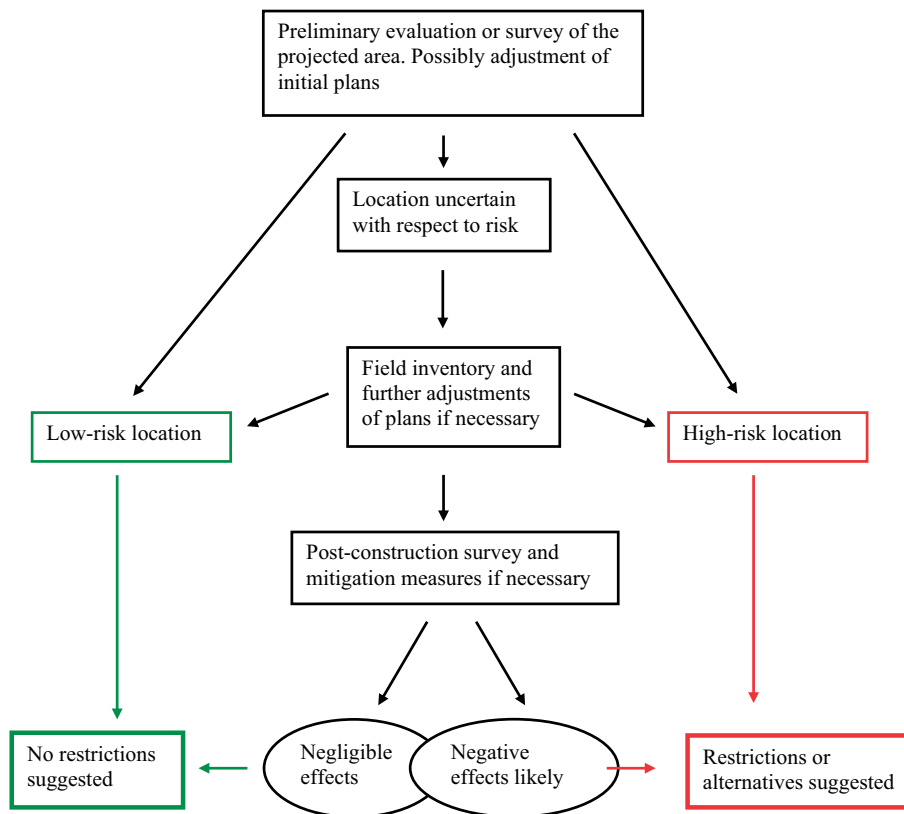 Preliminary evaluation or survey of the
projected area. Possibly adjustment of
initial plans
Location uncertain
with respect to risk
Field inventory and
further adjustments
of plans if necessary
Low-risk location
High-risk location
Post-construction survey and
mitigation measures if necessary
No restrictions
suggested
Negligible
effects
Negative
effects likely
Restrictions or
alternatives suggested